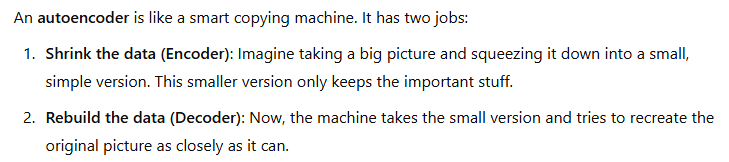 An autoencoder is like a smart copying machine. It has two jobs:
1. Shrink the data (Encoder): Imagine taking a big picture and squeezing it down into a small,
simple version. This smaller version only keeps the important stuff.
2. Rebuild the data (Decoder): Now, the machine takes the small version and tries to recreate the
original picture as closely as it can.